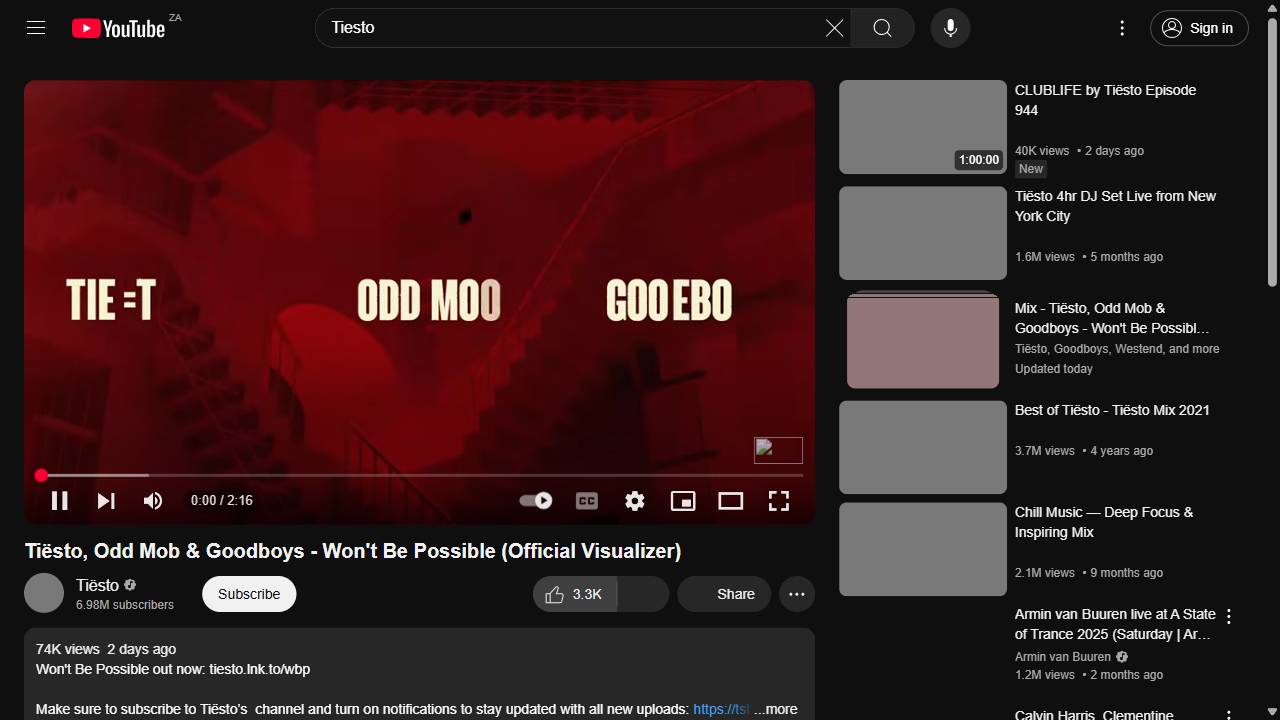 YouTube ZA
Tiesto
Sign in
TIE =T
ODD MOO
GOO EBO
0:00 / 2:16
CC
Tiësto, Odd Mob & Goodboys - Won't Be Possible (Official Visualizer)
Tiësto
6.98M subscribers
Subscribe
3.3K
Share
74K views 2 days ago
Won't Be Possible out now: tiesto.lnk.to/wbp
Make sure to subscribe to Tiësto's channel and turn on notifications to stay updated with all new uploads: https://tst ...more
CLUBLIFE by Tiësto Episode
944
1:00:00
40K views • 2 days ago
New
Tiësto 4hr DJ Set Live from New
York City
1.6M views • 5 months ago
Mix - Tiësto, Odd Mob &
Goodboys - Won't Be Possibl...
Tiësto, Goodboys, Westend, and more
Updated today
Best of Tiësto - Tiësto Mix 2021
3.7M views • 4 years ago
Chill Music — Deep Focus &
Inspiring Mix
2.1M views • 9 months ago
Armin van Buuren live at A State
of Trance 2025 (Saturday | Ar...
Armin van Buuren
1.2M views • 2 months ago
Calvin Harris, Clementine